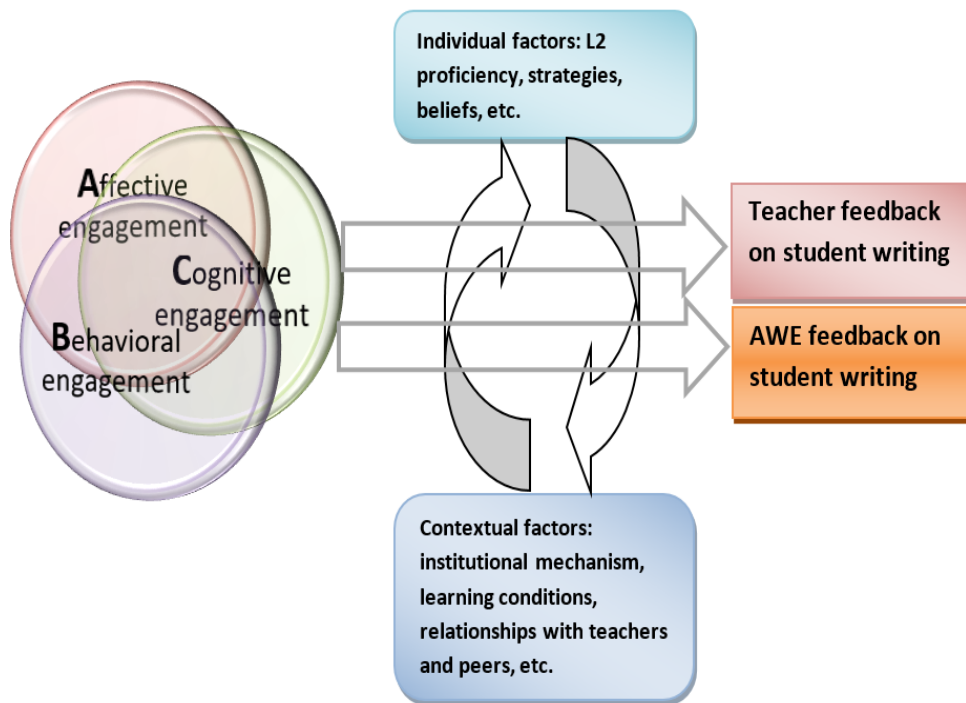 Individual factors: L2
proficiency, strategies,
beliefs, etc.
Affective
engagement
Cognitive
engagement
Behavioral
engagement
Teacher feedback
on student writing
AWE feedback on
student writing
Contextual factors:
institutional mechanism,
learning conditions,
relationships with teachers
and peers, etc.